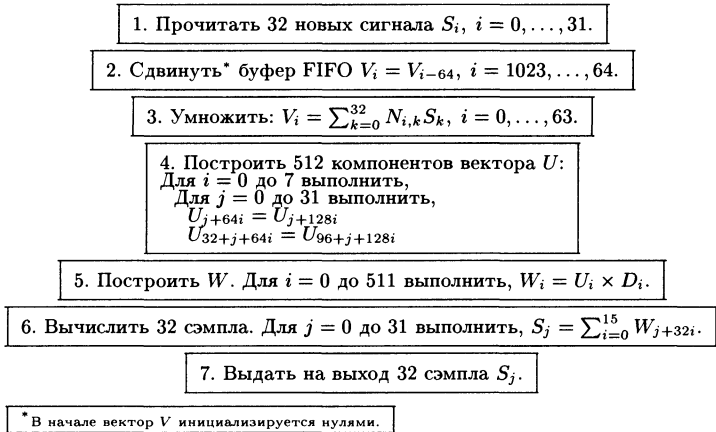 1. Прочитать 32 новых сигнала S_i, i = 0, . . . , 31.
2. Сдвинуть* буфер FIFO V_i = V_{i−64}, i = 1023, . . . , 64.
3. Умножить: V_i = ∑_{k=0}^{32} N_{i,k}S_k, i = 0, . . . , 63.
4. Построить 512 компонентов вектора U:
Для i = 0 до 7 выполнить,
Для j = 0 до 31 выполнить,
U_{j+64i} = U_{j+128i}
U_{32+j+64i} = U_{96+j+128i}
5. Построить W. Для i = 0 до 511 выполнить, W_i = U_i × D_i.
6. Вычислить 32 сэмпла. Для j = 0 до 31 выполнить, S_j = ∑_{i=0}^{15} W_{j+32i}.
7. Выдать на выход 32 сэмпла S_j.
*В начале вектор V инициализируется нулями.